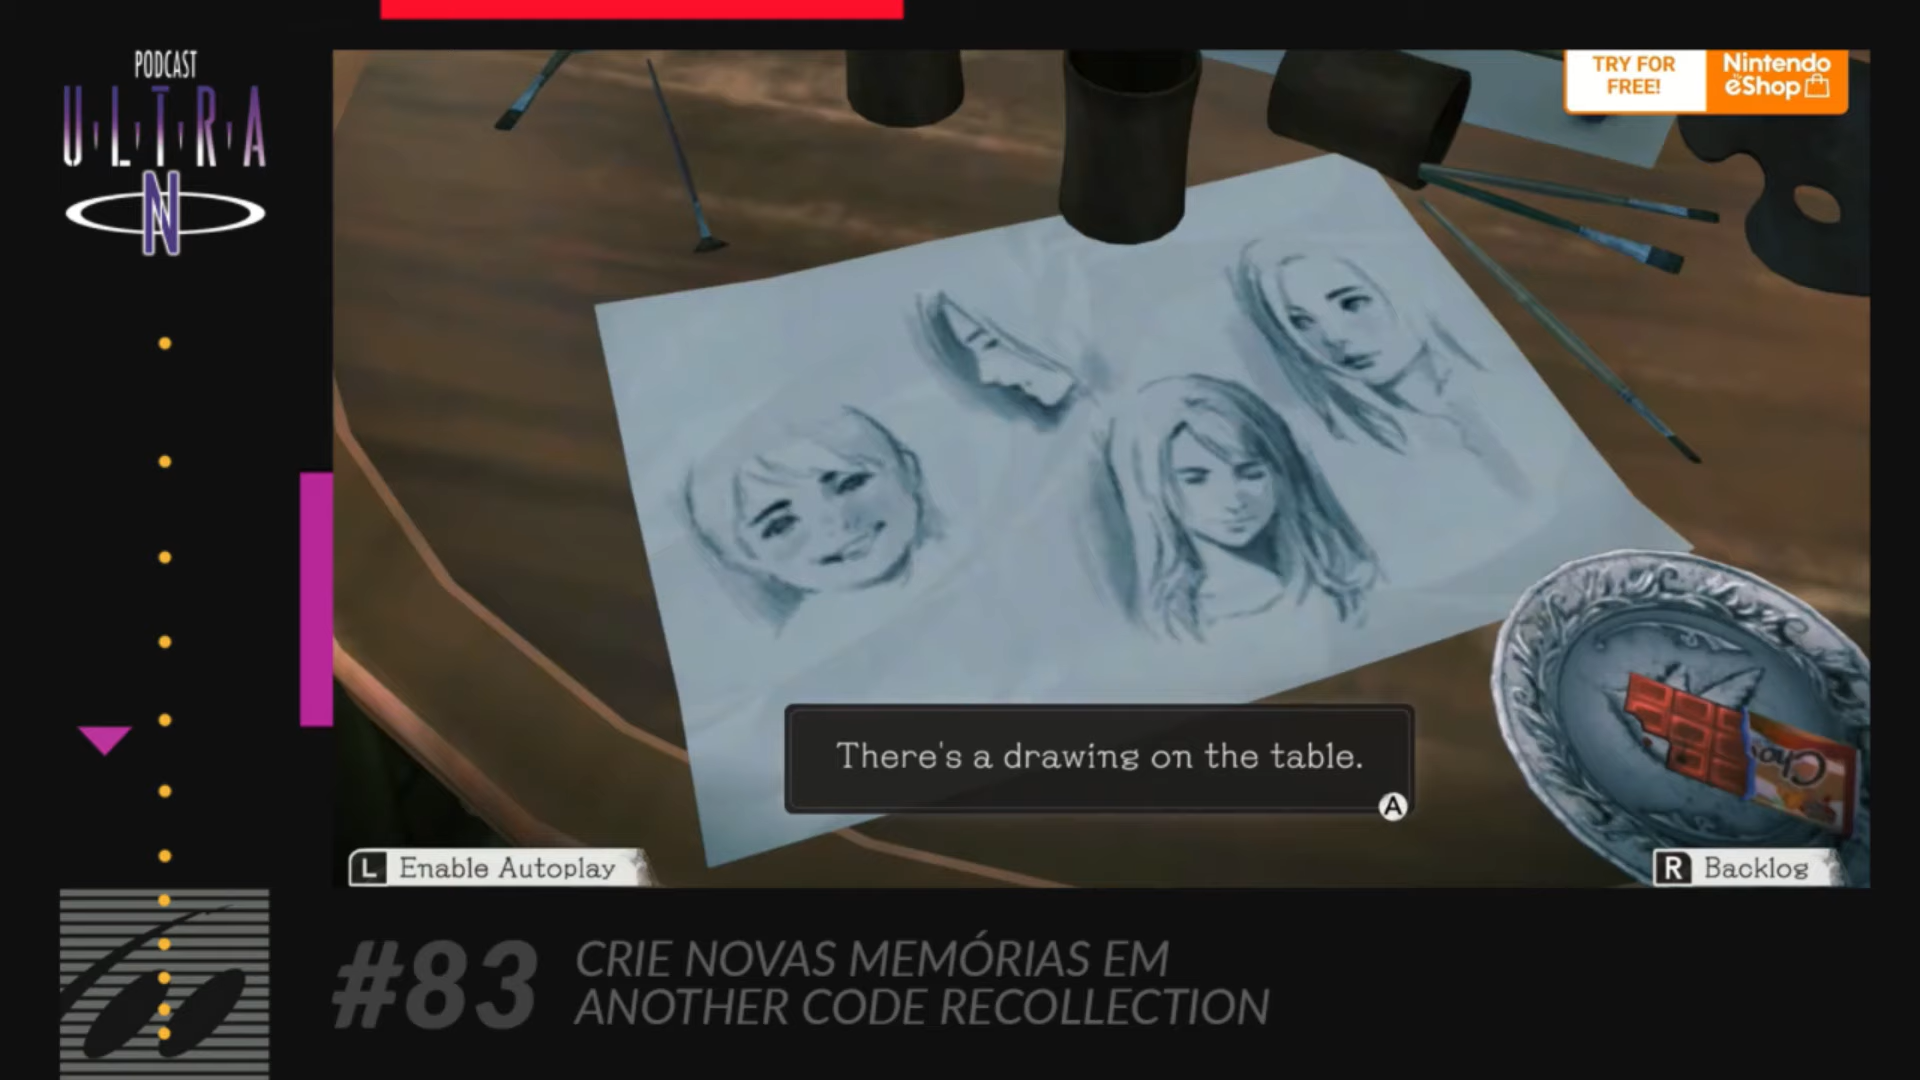 PODCAST
ULTRA
N
TRY FOR
FREE!
Nintendo
eShop
There's a drawing on the table.
A
Cho
L Enable Autoplay
R Backlog
#83
CRIE NOVAS MEMÓRIAS EM
ANOTHER CODE RECOLLECTION